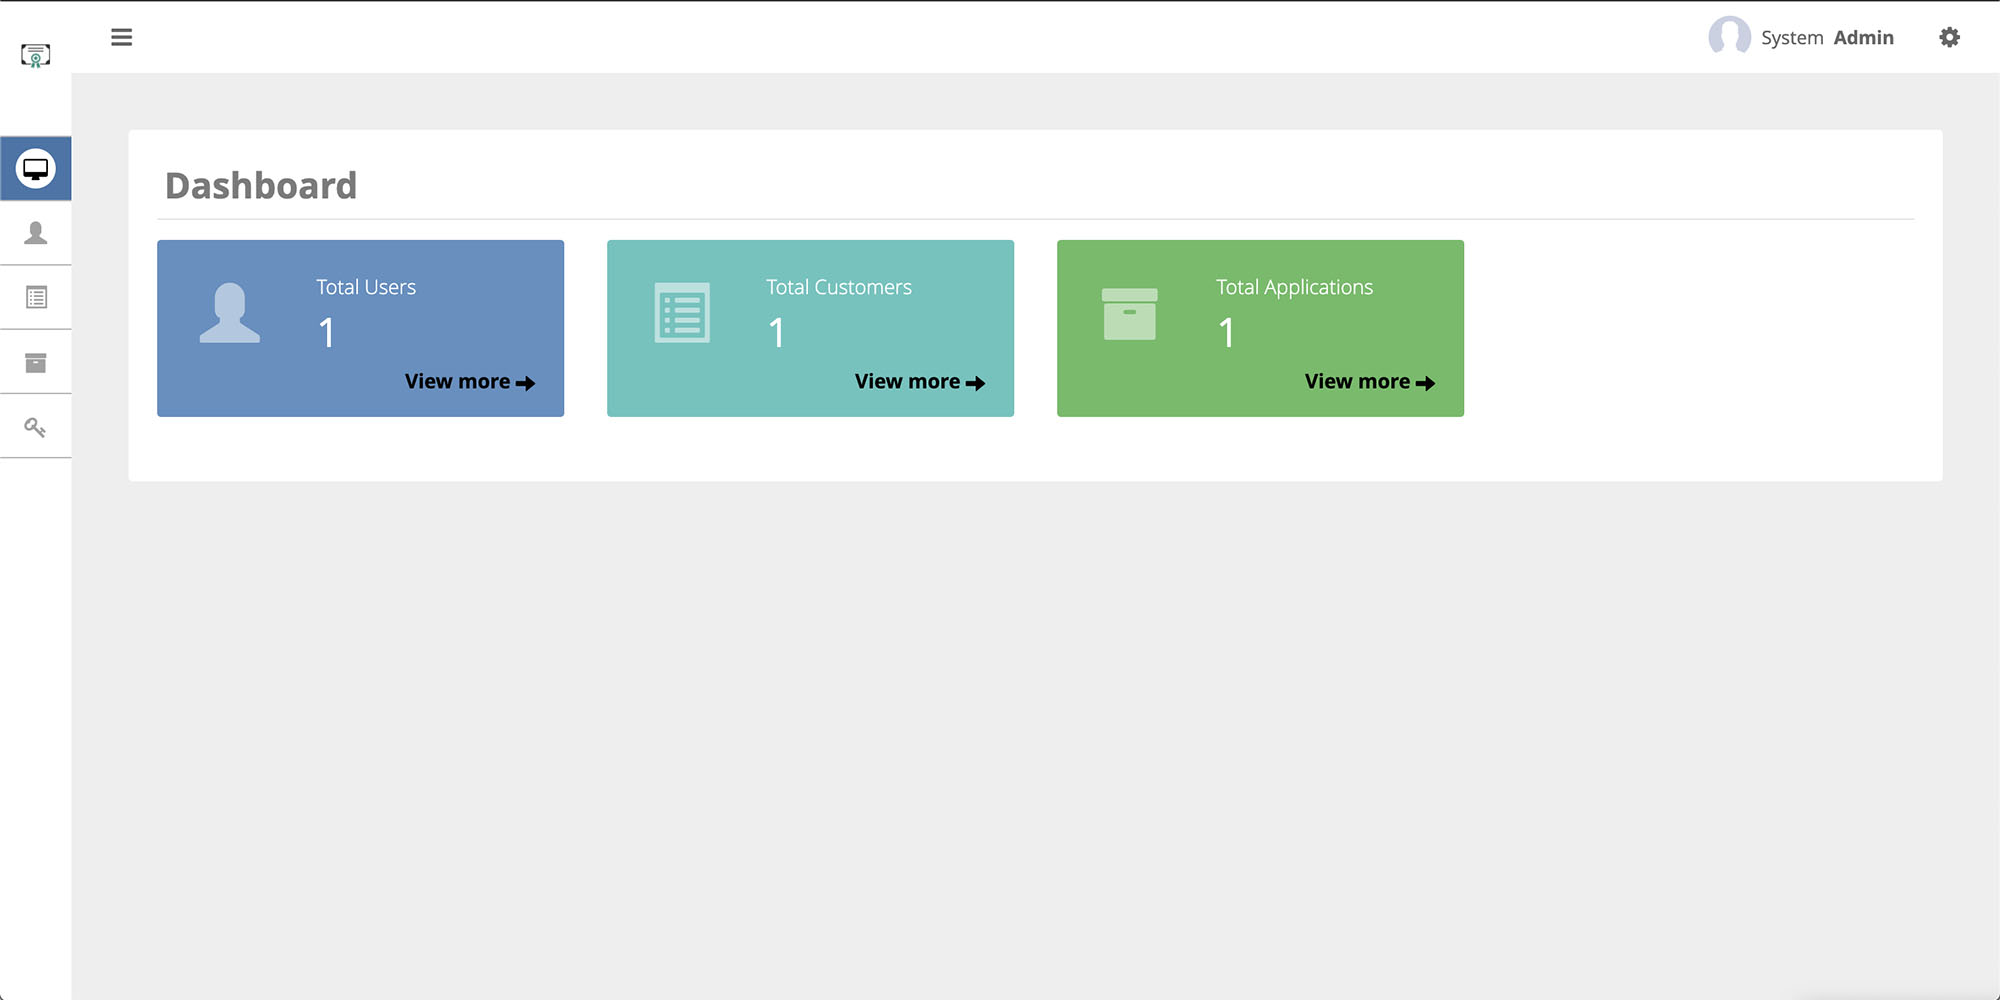 System Admin
Dashboard
Total Users
1
View more
Total Customers
1
View more
Total Applications
1
View more